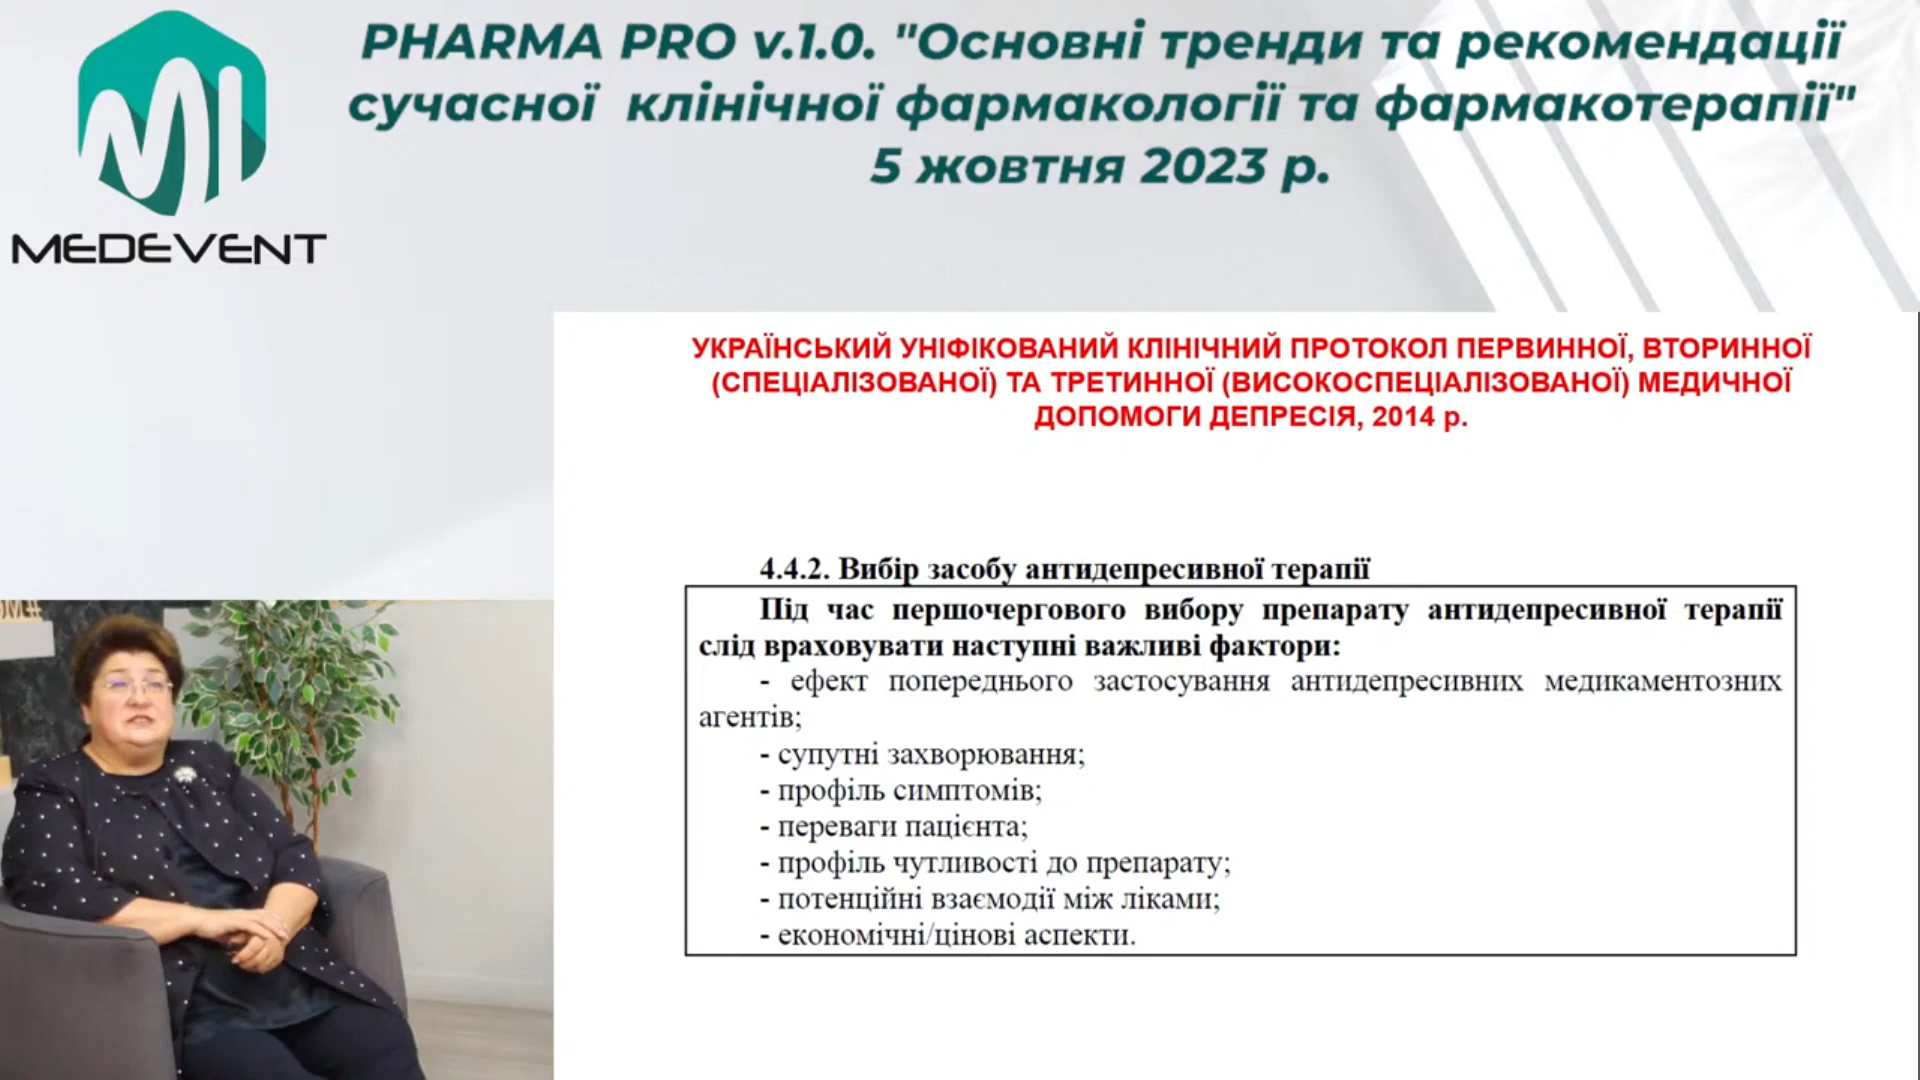 PHARMA PRO v.1.0. "Основні тренди та рекомендації
сучасної клінічної фармакології та фармакотерапії"
5 жовтня 2023 р.
MEDEVENT
УКРАЇНСЬКИЙ УНІФІКОВАНИЙ КЛІНІЧНИЙ ПРОТОКОЛ ПЕРВИННОЇ, ВТОРИННОЇ
(СПЕЦІАЛІЗОВАНОЇ) ТА ТРЕТИННОЇ (ВИСОКОСПЕЦІАЛІЗОВАНОЇ) МЕДИЧНОЇ
ДОПОМОГИ ДЕПРЕСІЯ, 2014 р.
4.4.2. Вибір засобу антидепресивної терапії
Під час першочергового вибору препарату антидепресивної терапії
слід враховувати наступні важливі фактори:
- ефект попереднього застосування антидепресивних медикаментозних
агентів;
- супутні захворювання;
- профіль симптомів;
- переваги пацієнта;
- профіль чутливості до препарату;
- потенційні взаємодії між ліками;
- економічні/цінові аспекти.